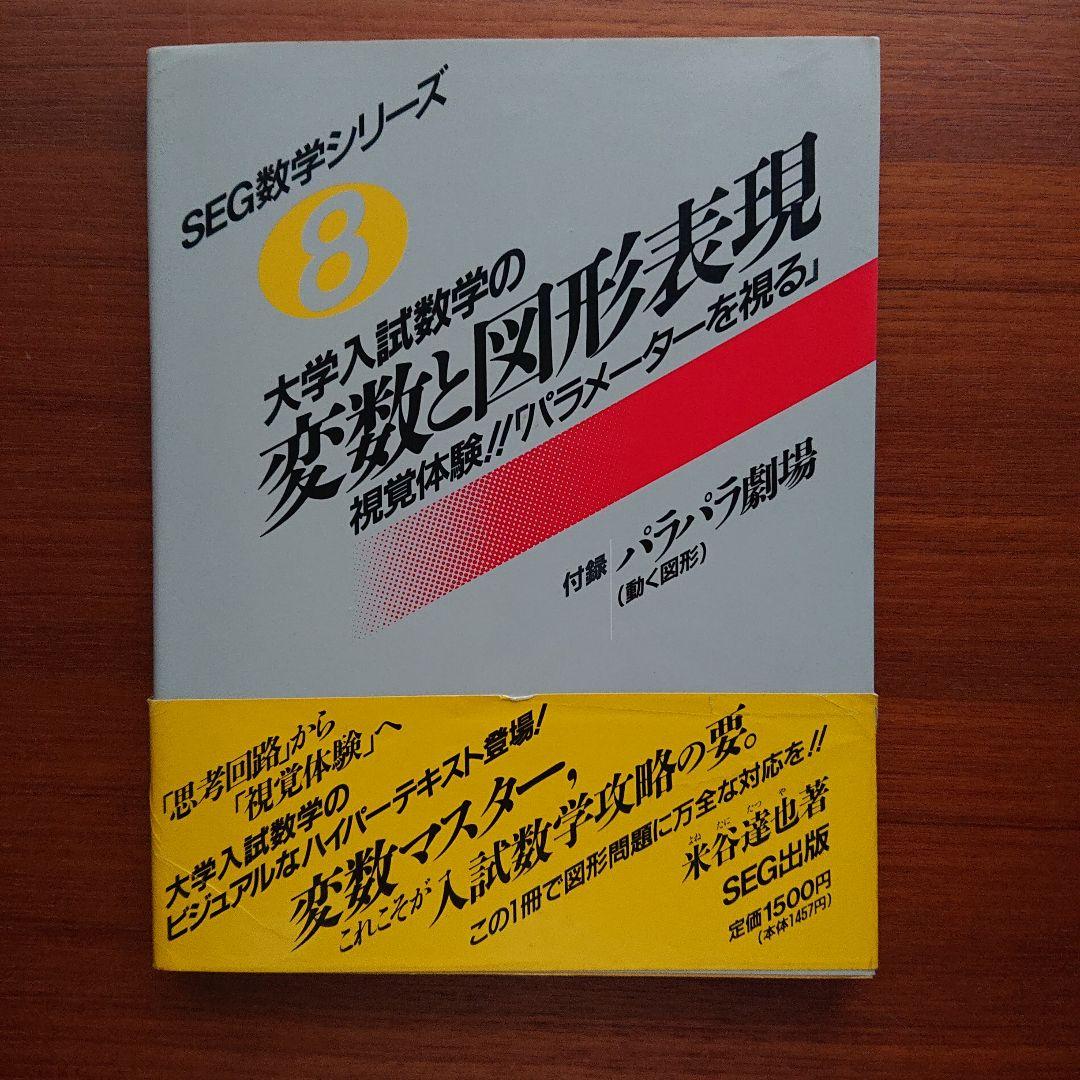 SEG数学シリーズ
8
大学入試数学の
変数と図形表現
視覚体験!!「パラメーターを視る」
付録 パラパラ劇場
(動く図形)
「思考回路」から
「視覚体験」へ
大学入試数学の
ビジュアルなハイパーテキスト登場!
変数マスター,
これこそが入試数学攻略の要。
この1冊で図形問題に万全な対応を!!
よねたにたつや
米谷達也著
SEG出版
定価1500円
(本体1457円)